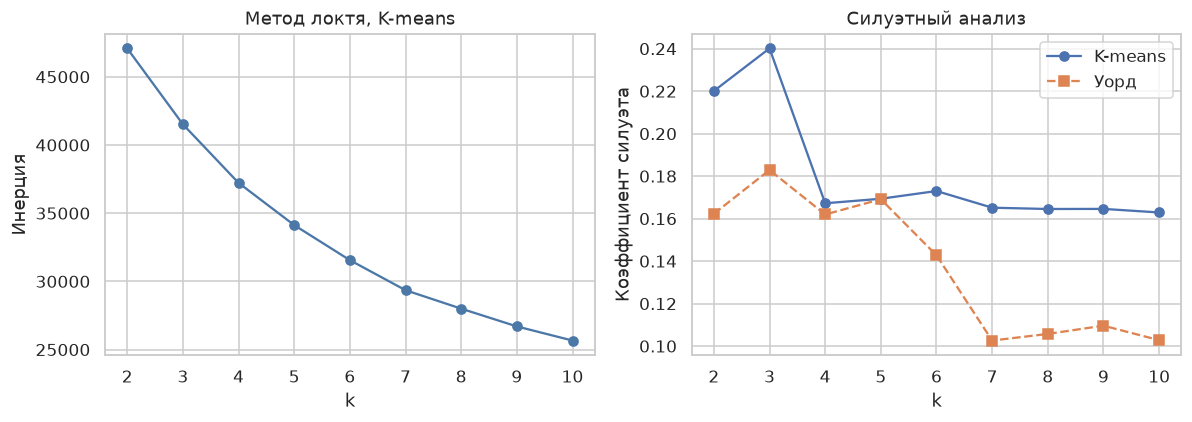 Метод локтя, K-means
Инерция
45000
40000
35000
30000
25000
2 3 4 5 6 7 8 9 10
k
Силуэтный анализ
Коэффициент силуэта
0.24
0.22
0.20
0.18
0.16
0.14
0.12
0.10
K-means
Уорд
2 3 4 5 6 7 8 9 10
k